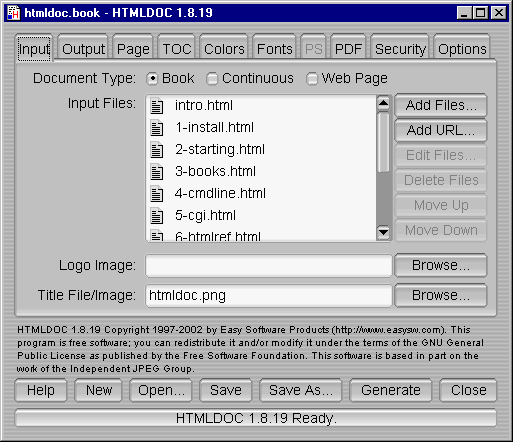 htmldoc.book - HTMLDOC 1.8.19
Input Output Page TOC Colors Fonts PS PDF Security Options
Document Type: Book Continuous Web Page
Input Files: intro.html Add Files...
1-install.html Add URL...
2-starting.html Edit Files...
3-books.html Delete Files
4-cmdline.html Move Up
5-cgi.html Move Down
6-htmlref.html
Logo Image: Browse...
Title File/Image: htmldoc.png Browse...
HTMLDOC 1.8.19 Copyright 1997-2002 by Easy Software Products (http://www.easysw.com). This
program is free software; you can redistribute it and/or modify it under the terms of the GNU General
Public License as published by the Free Software Foundation. This software is based in part on the
work of the Independent JPEG Group.
Help New Open... Save Save As... Generate Close
HTMLDOC 1.8.19 Ready.